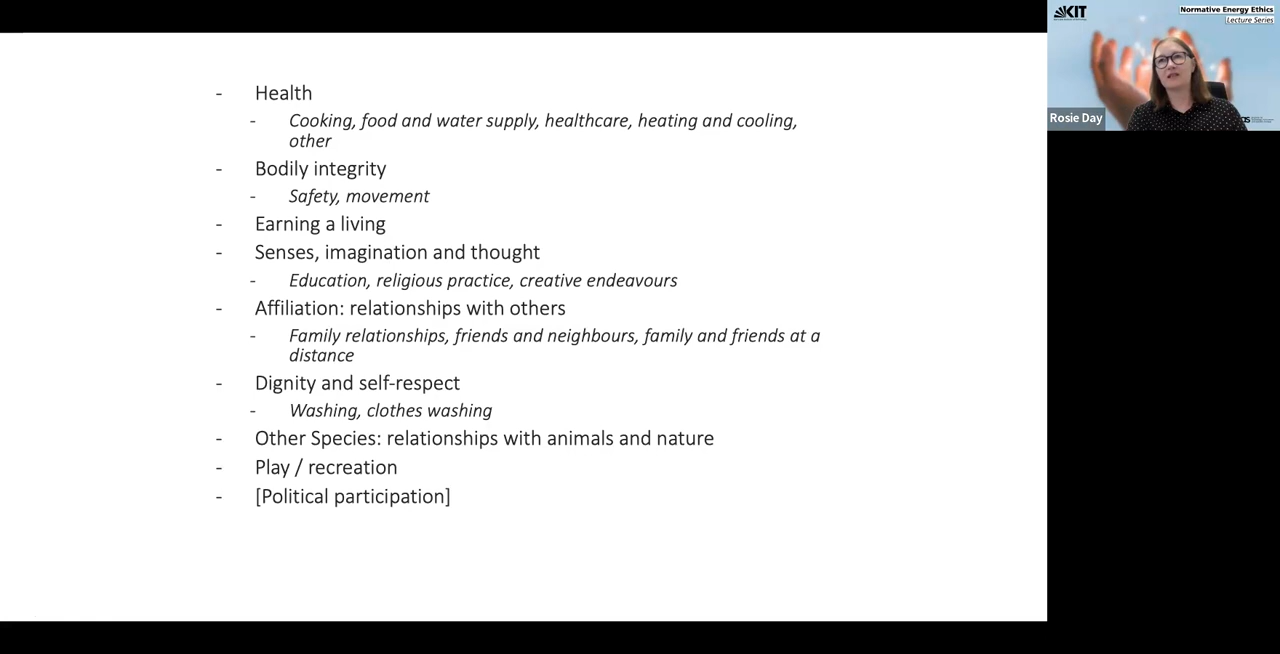 - Health
- Cooking, food and water supply, healthcare, heating and cooling,
other
- Bodily integrity
- Safety, movement
- Earning a living
- Senses, imagination and thought
- Education, religious practice, creative endeavours
- Affiliation: relationships with others
- Family relationships, friends and neighbours, family and friends at a
distance
- Dignity and self-respect
- Washing, clothes washing
- Other Species: relationships with animals and nature
- Play / recreation
- [Political participation]
KIT
Normative Energy Ethics
Lecture Series
Rosie Day